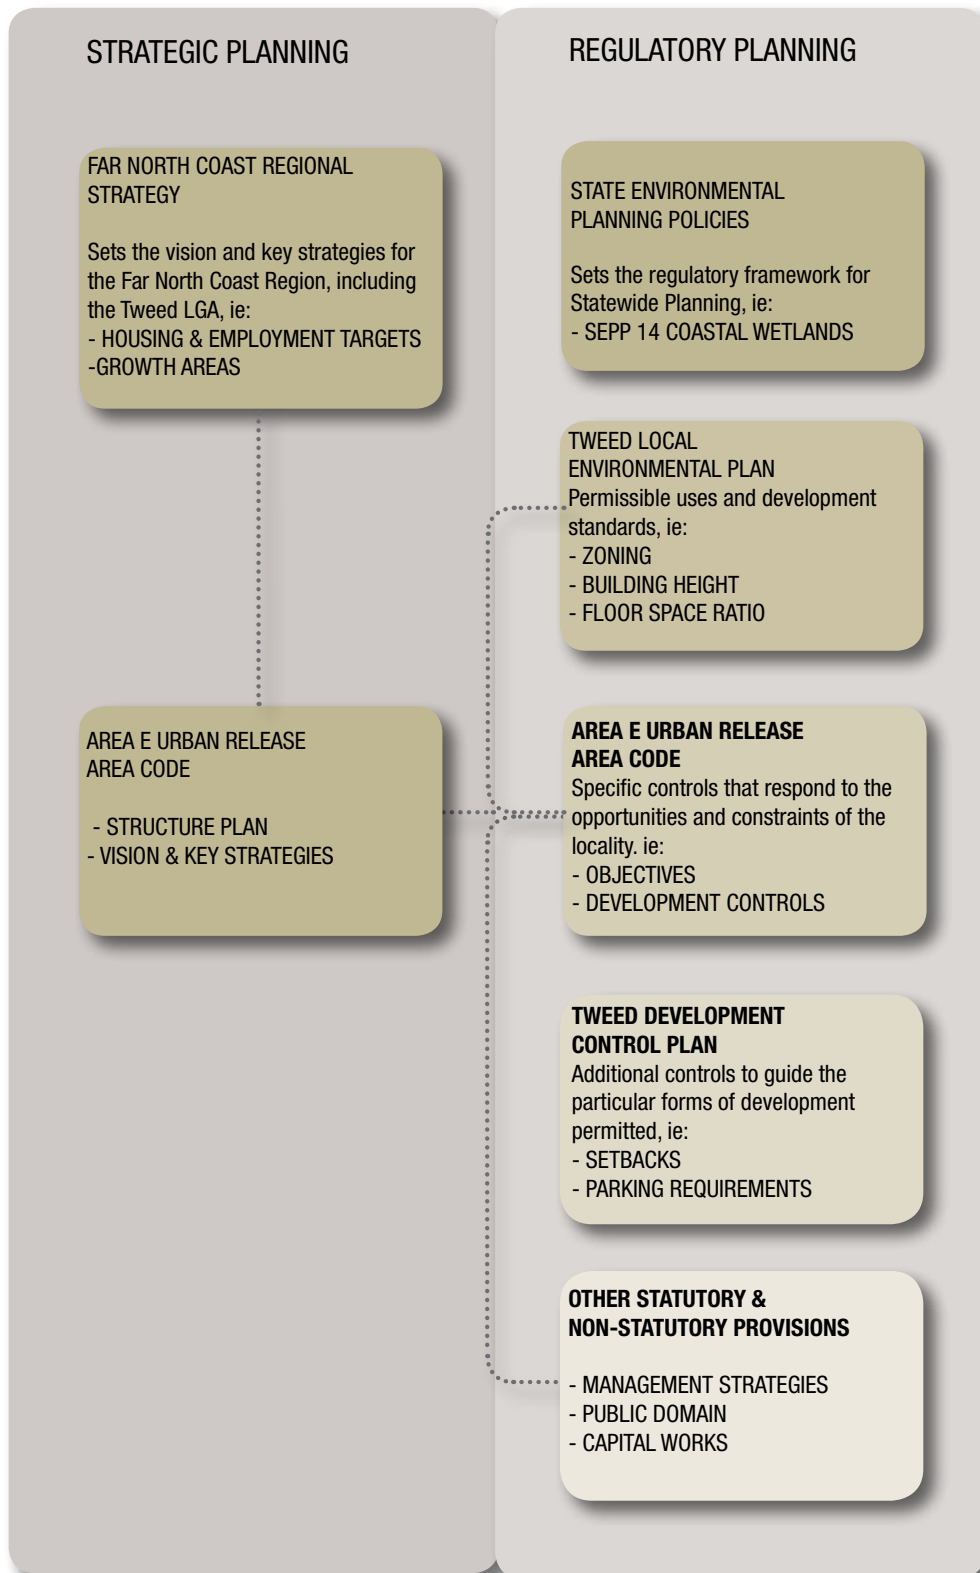 STRATEGIC PLANNING
FAR NORTH COAST REGIONAL
STRATEGY
Sets the vision and key strategies for
the Far North Coast Region, including
the Tweed LGA, ie:
- HOUSING & EMPLOYMENT TARGETS
-GROWTH AREAS
AREA E URBAN RELEASE
AREA CODE
- STRUCTURE PLAN
- VISION & KEY STRATEGIES
REGULATORY PLANNING
STATE ENVIRONMENTAL
PLANNING POLICIES
Sets the regulatory framework for
Statewide Planning, ie:
- SEPP 14 COASTAL WETLANDS
TWEED LOCAL
ENVIRONMENTAL PLAN
Permissible uses and development
standards, ie:
- ZONING
- BUILDING HEIGHT
- FLOOR SPACE RATIO
AREA E URBAN RELEASE
AREA CODE
Specific controls that respond to the
opportunities and constraints of the
locality. ie:
- OBJECTIVES
- DEVELOPMENT CONTROLS
TWEED DEVELOPMENT
CONTROL PLAN
Additional controls to guide the
particular forms of development
permitted, ie:
- SETBACKS
- PARKING REQUIREMENTS
OTHER STATUTORY &
NON-STATUTORY PROVISIONS
- MANAGEMENT STRATEGIES
- PUBLIC DOMAIN
- CAPITAL WORKS